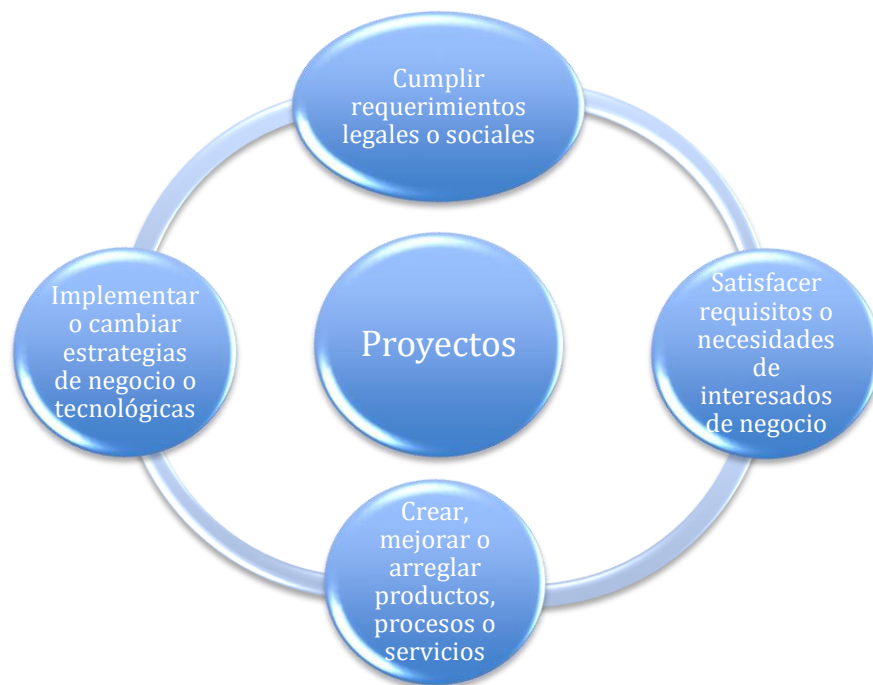 Cumplir
requerimientos
legales o sociales
Implementar
o cambiar
estrategias
de negocio o
tecnológicas
Proyectos
Satisfacer
requisitos o
necesidades
de
interesados
de negocio
Crear,
mejorar o
arreglar
productos,
procesos o
servicios